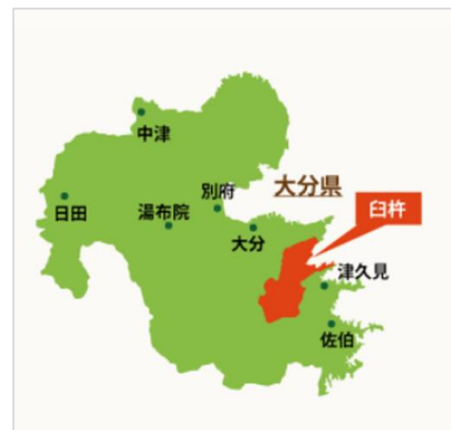 中津
別府
大分県
日田
湯布院
臼杵
大分
津久見
佐伯